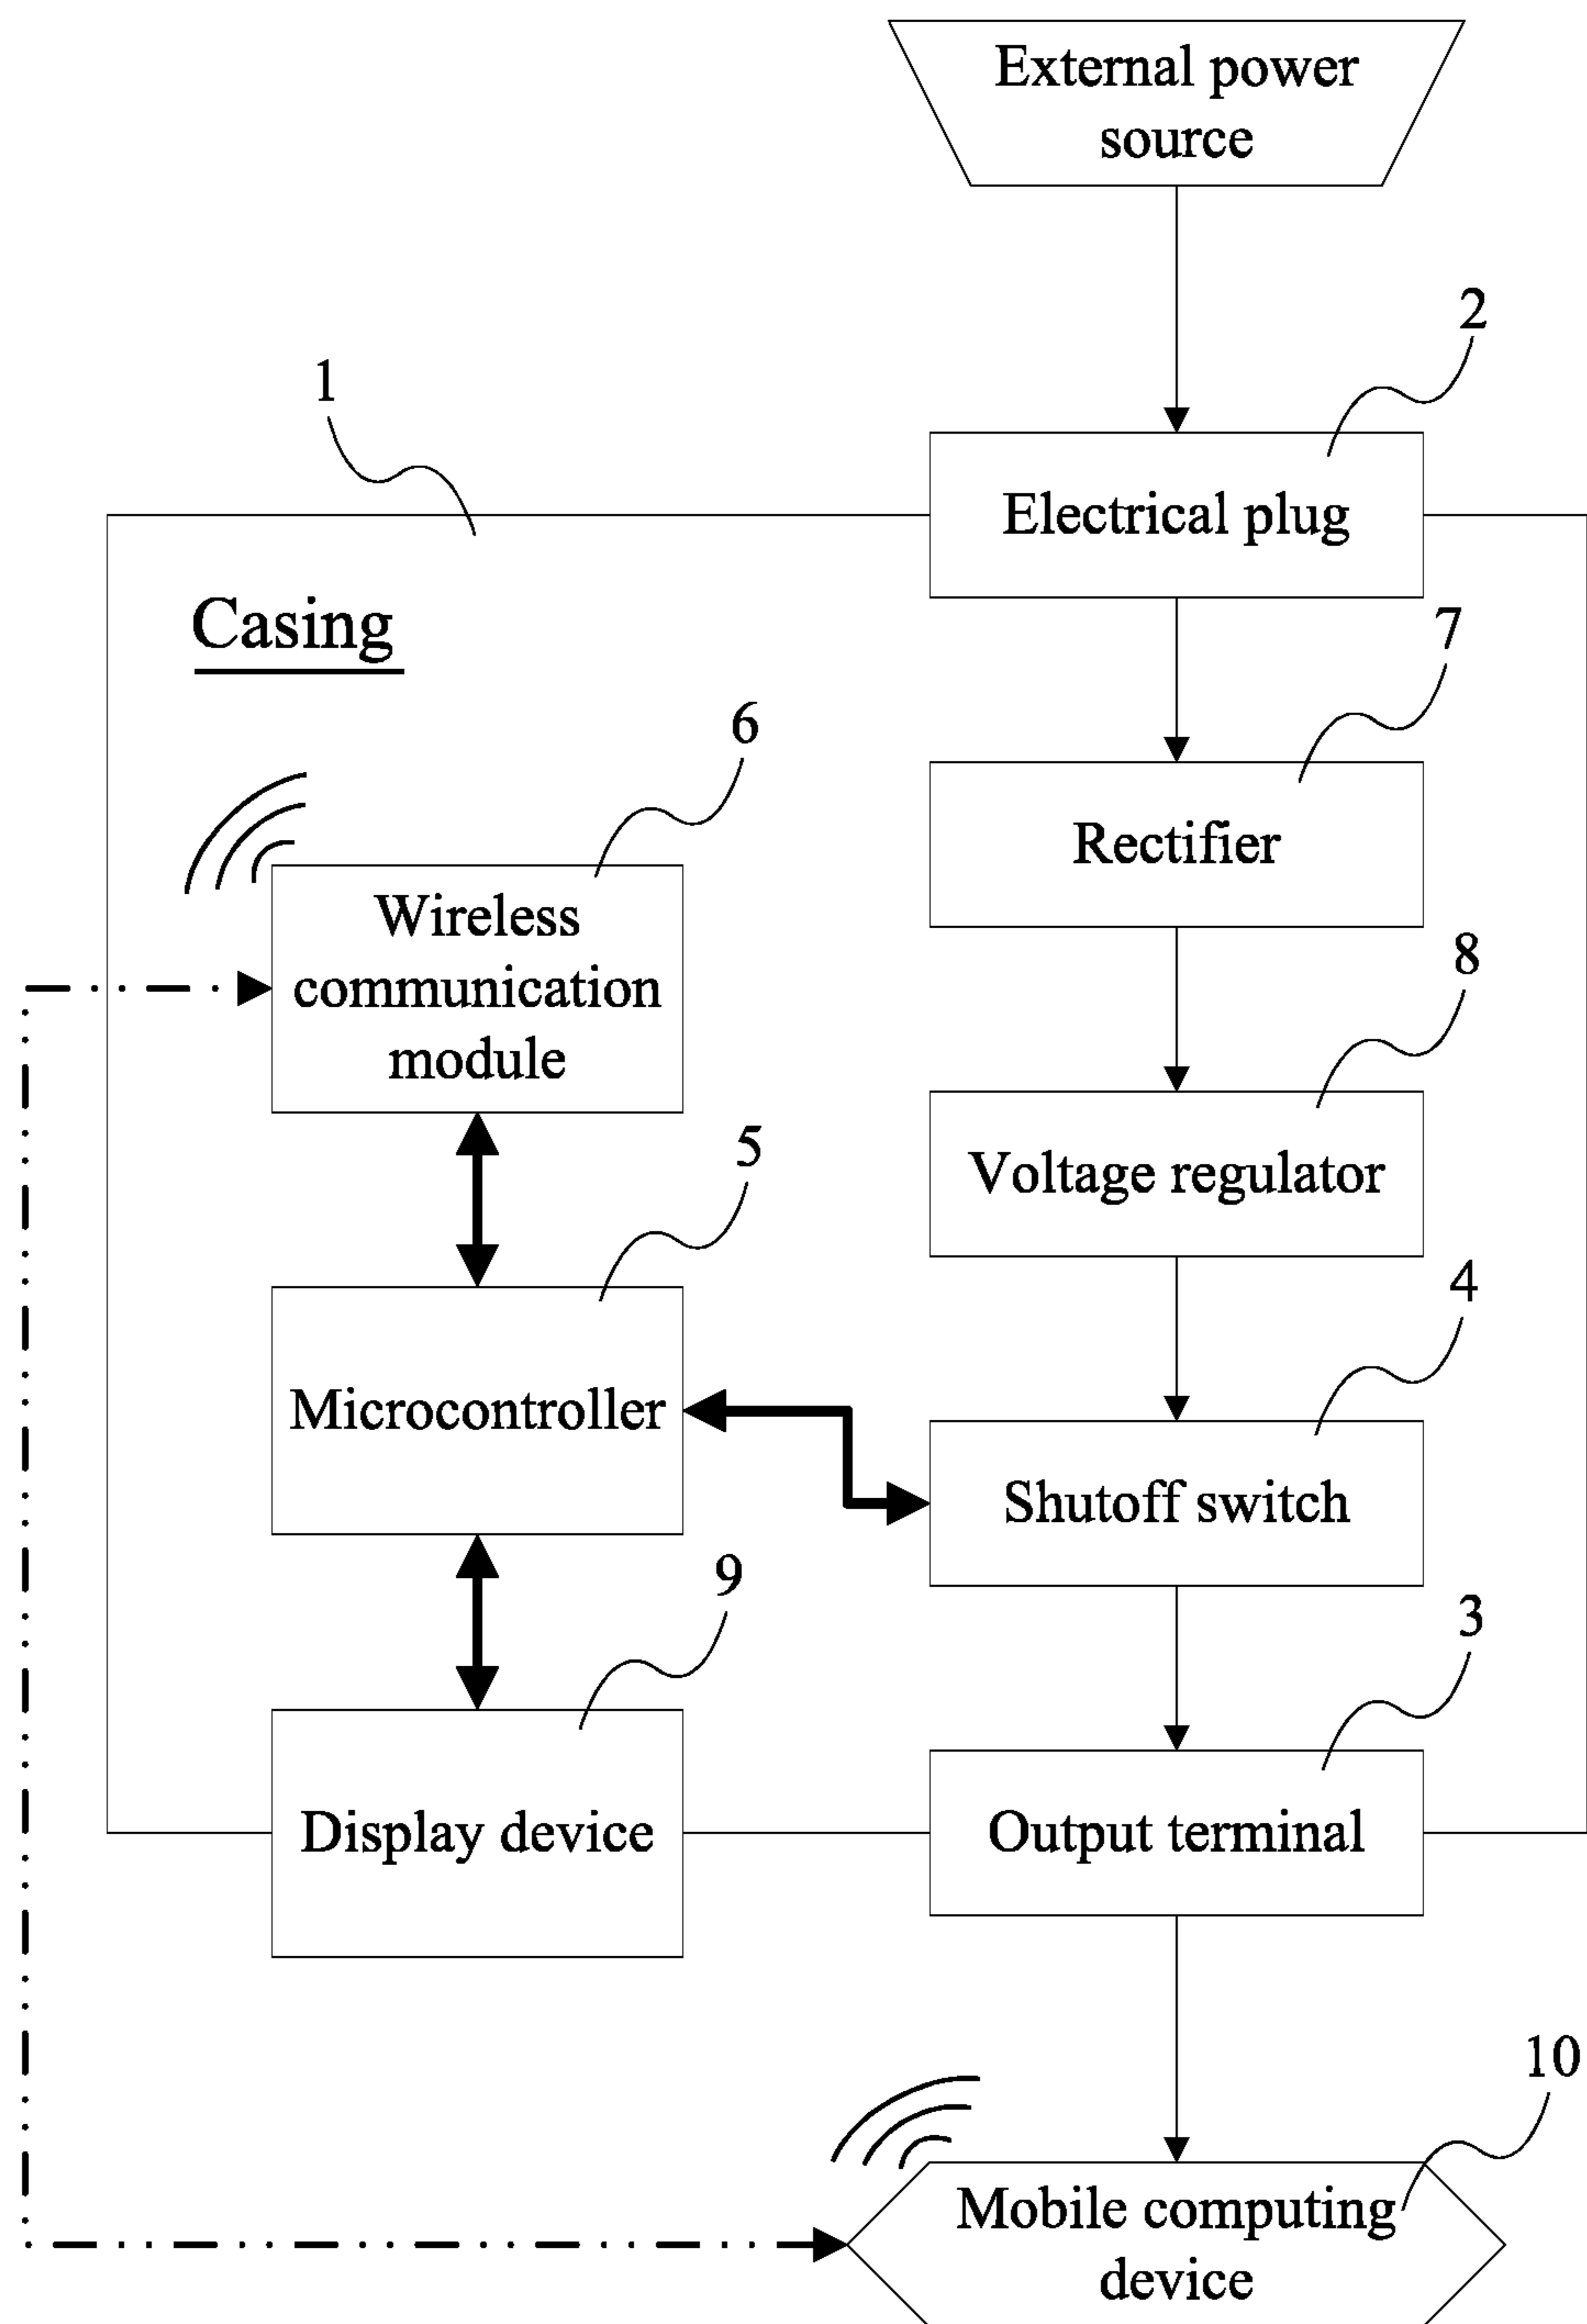 External power
source
2
1
Electrical plug
Casing
7
6
Rectifier
Wireless
communication
module
8
5
Voltage regulator
4
Microcontroller
Shutoff switch
9
3
Display device
Output terminal
10
Mobile computing
device